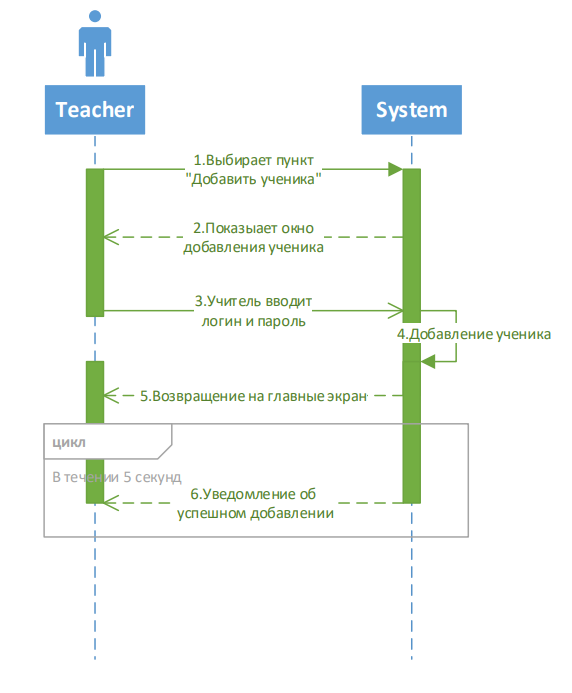 Teacher
System
1.Выбирает пункт
"Добавить ученика"
2.Показыает окно
добавления ученика
3.Учитель вводит
логин и пароль
4.Добавление ученика
5.Возвращение на главные экран
цикл
В течении 5 секунд
6.Уведомление об
успешном добавлении